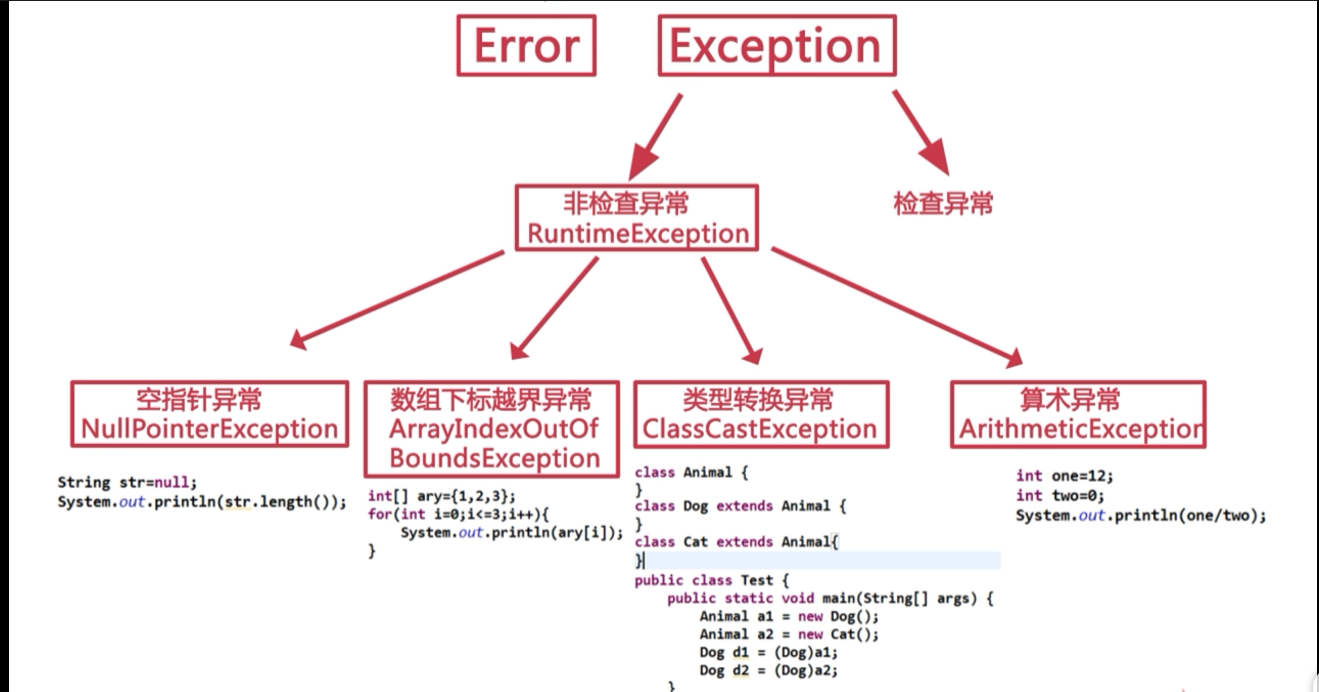 Error
Exception
非检查异常
RuntimeException
检查异常
空指针异常
NullPointerException
String str=null;
System.out.println(str.length());
数组下标越界异常
ArrayIndexOutOf
BoundsException
int[] ary={1,2,3};
for(int i=0;i<=3;i++){
System.out.println(ary[i]);
}
类型转换异常
ClassCastException
class Animal {
}
class Dog extends Animal {
}
class Cat extends Animal{
}
public class Test {
public static void main(String[] args) {
Animal a1 = new Dog();
Animal a2 = new Cat();
Dog d1 = (Dog)a1;
Dog d2 = (Dog)a2;
}
算术异常
ArithmeticException
int one=12;
int two=0;
System.out.println(one/two);